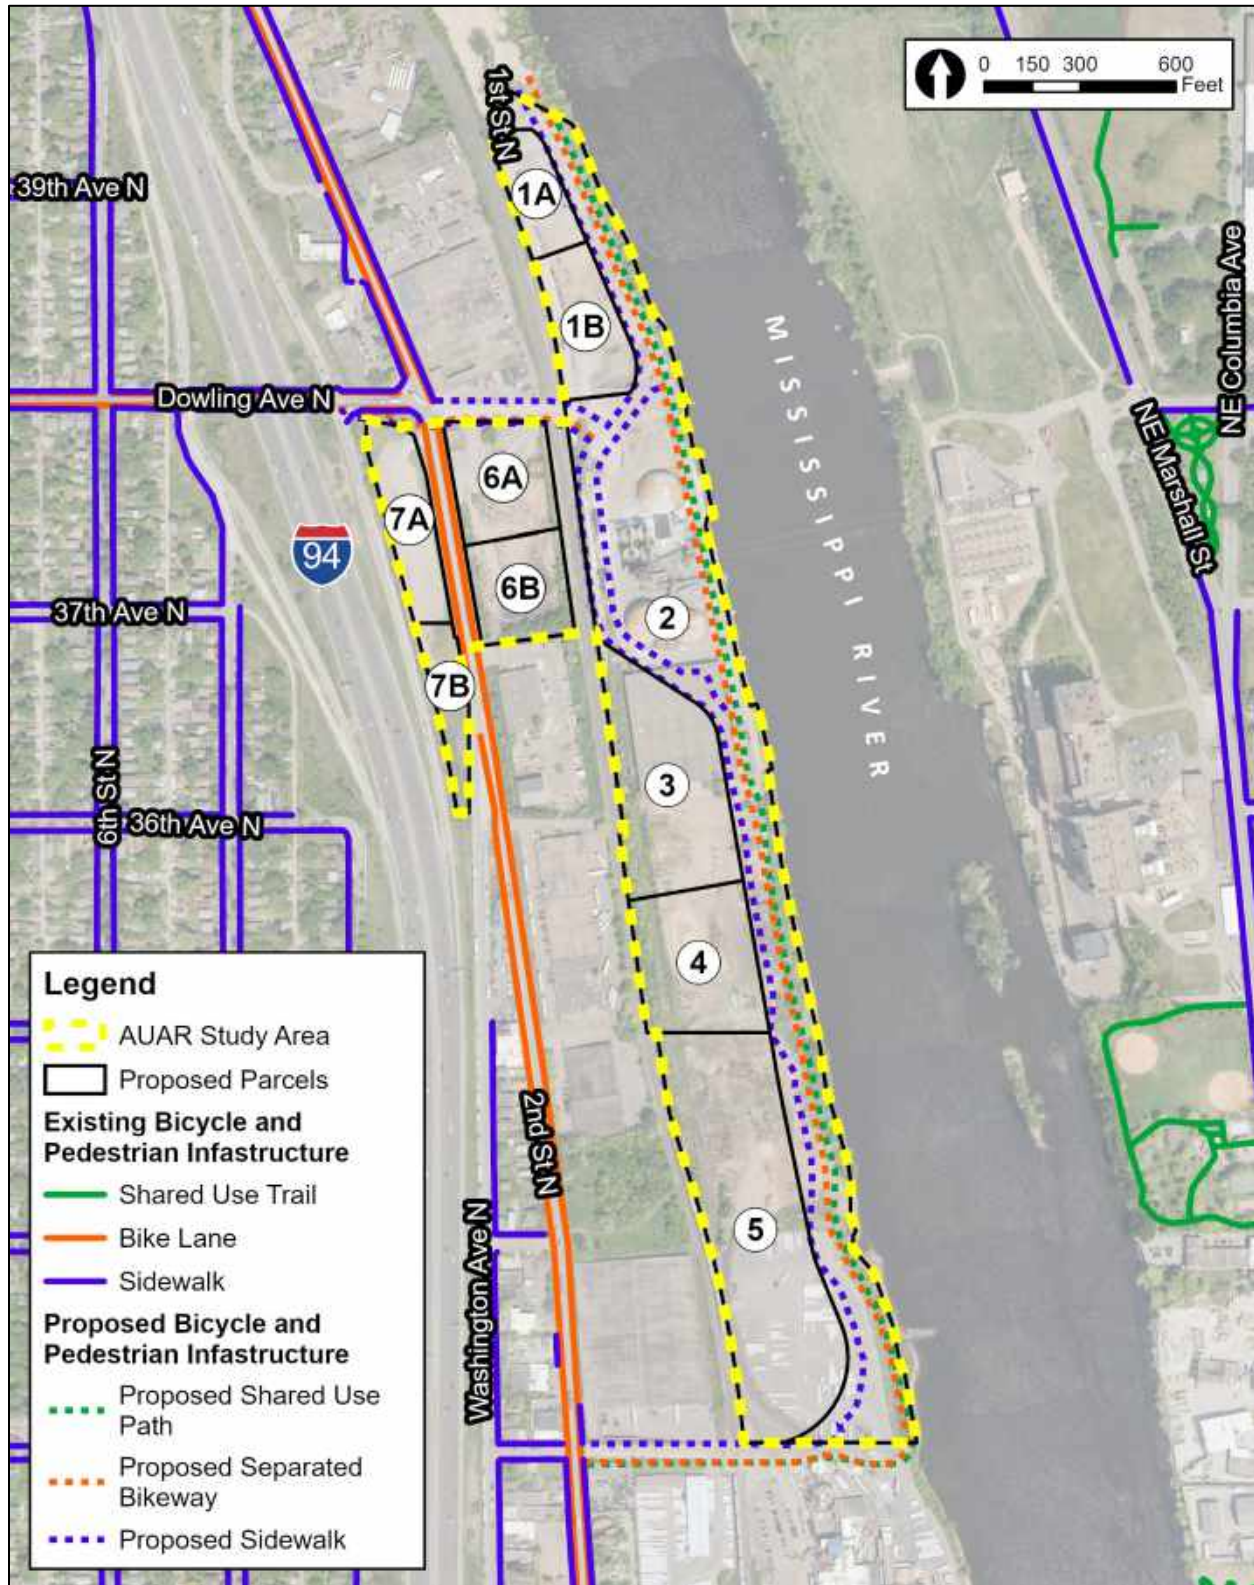 0 150 300 600
Feet
1st St N
1A
39th Ave N
1B
NE Columbia Ave
MISSISSIPPI RIVER
Dowling Ave N
NE Marshall St
6A
7A
94
6B
37th Ave N
2
7B
3
6th St N
36th Ave N
4
Legend
AUAR Study Area
Proposed Parcels
Existing Bicycle and
Pedestrian Infastructure
Shared Use Trail
Bike Lane
Sidewalk
Proposed Bicycle and
Pedestrian Infastructure
Proposed Shared Use
Path
Proposed Separated
Bikeway
Proposed Sidewalk
2nd St N
Washington Ave N
5